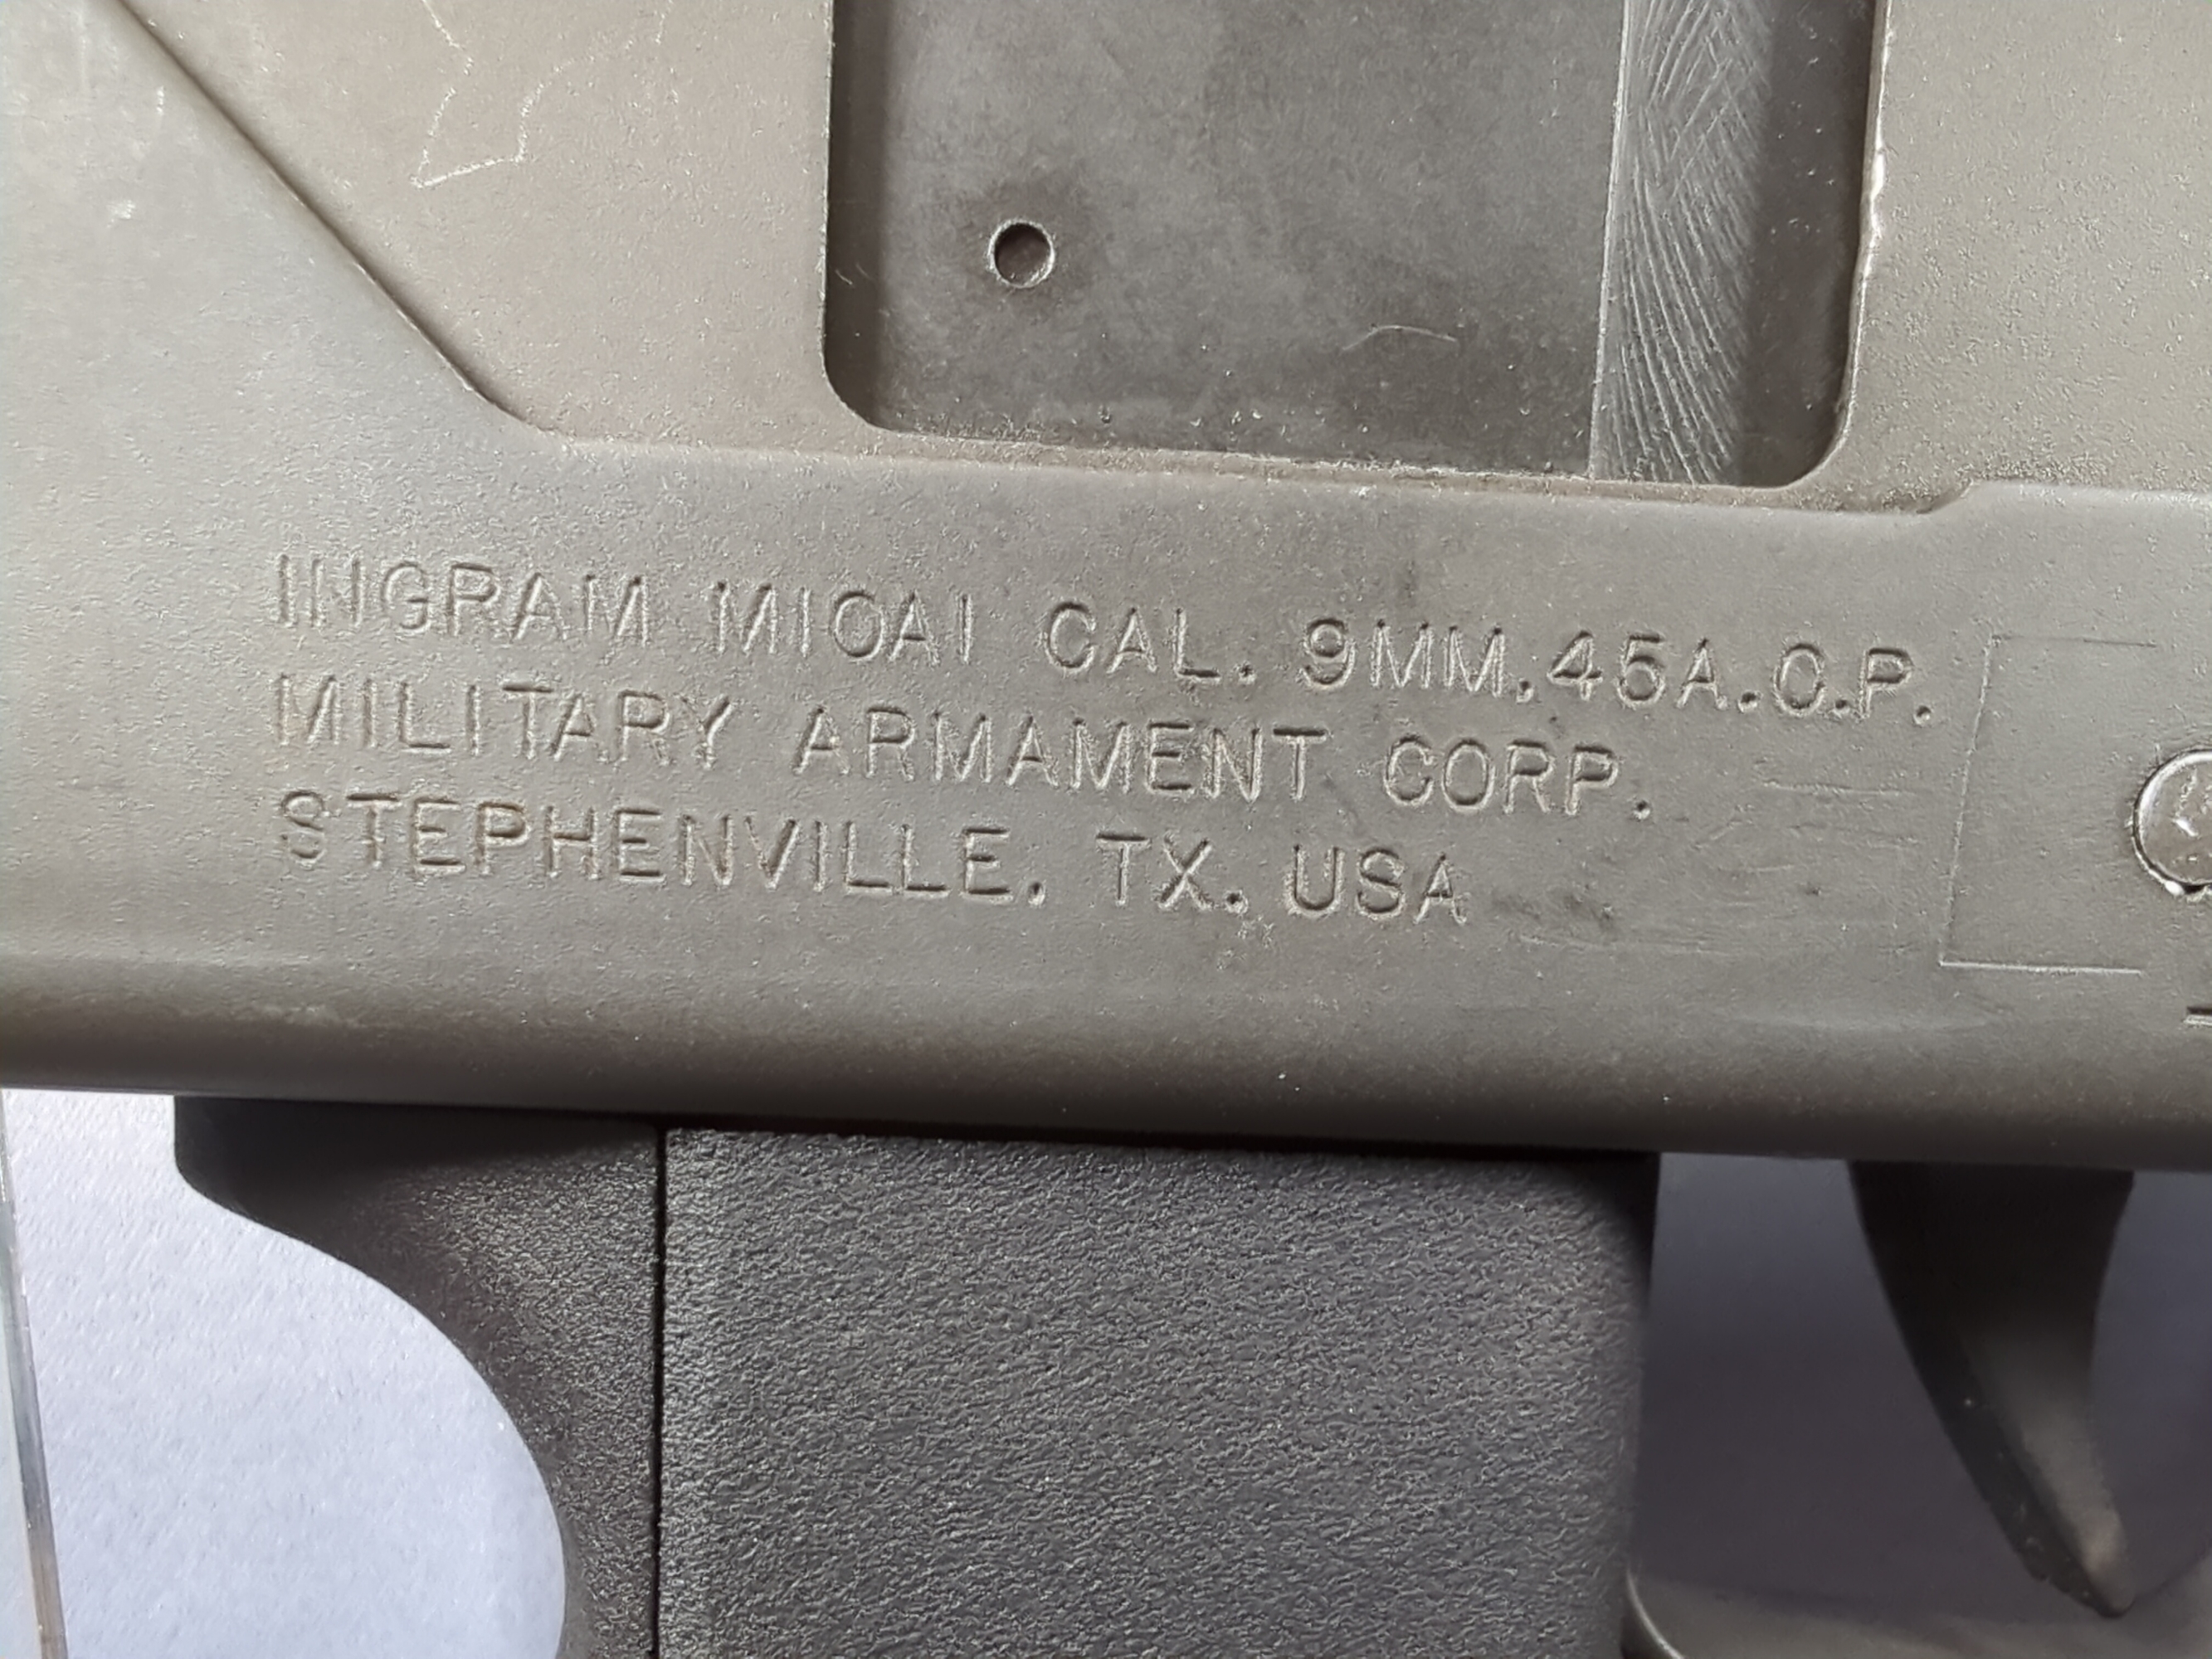 INGRAM M10A1 CAL. 9MM.45A.C.P.
MILITARY ARMAMENT CORP.
STEPHENVILLE. TX. USA